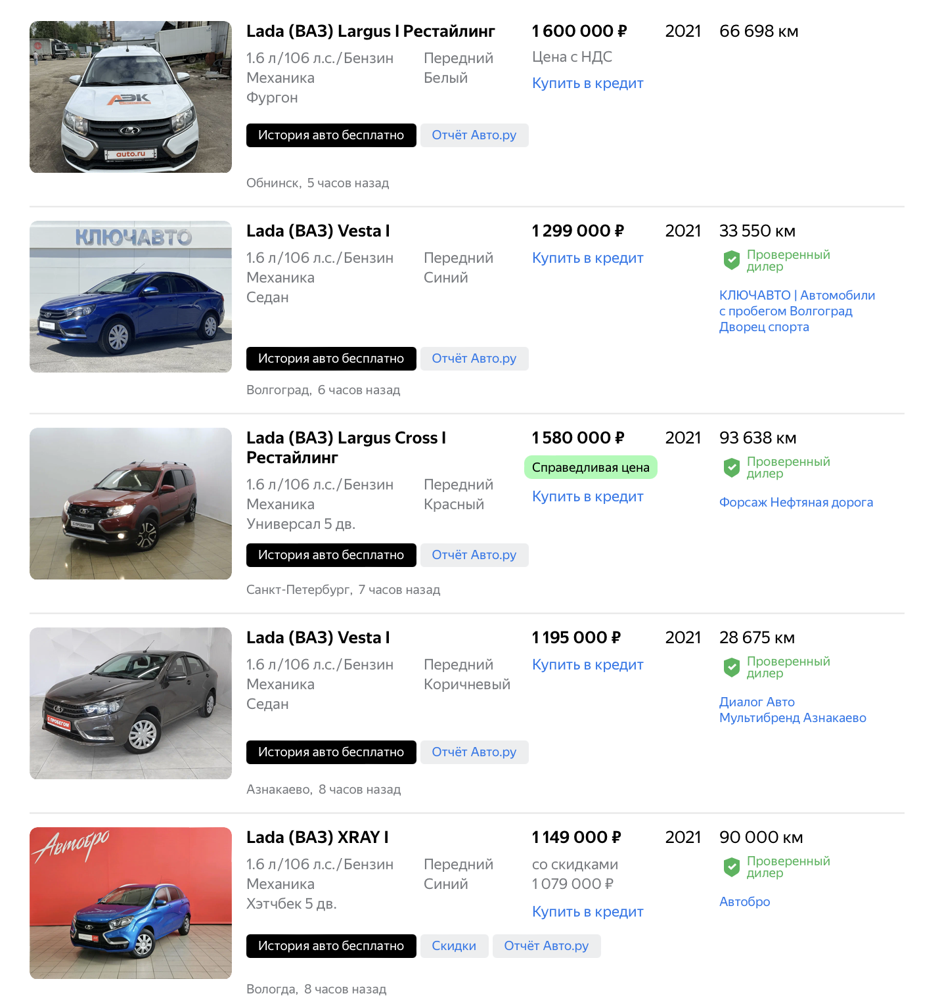 Lada (ВАЗ) Largus I Рестайлинг
1 600 000 ₽
2021
66 698 км
1.6 л/106 л.с./Бензин
Передний
Цена с НДС
Механика
Белый
Купить в кредит
Фургон
АЭК
auto.ru
История авто бесплатно
Отчёт Авто.ру
Обнинск, 5 часов назад
КЛЮЧАВТО
Lada (ВАЗ) Vesta I
1 299 000 ₽
2021
33 550 км
1.6 л/106 л.с./Бензин
Передний
Купить в кредит
Проверенный
дилер
Механика
Синий
Седан
КЛЮЧАВТО | Автомобили
с пробегом Волгоград
Дворец спорта
История авто бесплатно
Отчёт Авто.ру
Волгоград, 6 часов назад
Lada (ВАЗ) Largus Cross I
Рестайлинг
1 580 000 ₽
2021
93 638 км
Справедливая цена
Проверенный
дилер
1.6 л/106 л.с./Бензин
Передний
Купить в кредит
Механика
Красный
Форсаж Нефтяная дорога
Универсал 5 дв.
С ПРОБЕГОМ
История авто бесплатно
Отчёт Авто.ру
Санкт-Петербург, 7 часов назад
Lada (ВАЗ) Vesta I
1 195 000 ₽
2021
28 675 км
1.6 л/106 л.с./Бензин
Передний
Купить в кредит
Проверенный
дилер
Механика
Коричневый
Седан
Диалог Авто
Мультибренд Азнакаево
С ПРОБЕГОМ
История авто бесплатно
Отчёт Авто.ру
Азнакаево, 8 часов назад
Автобро
Lada (ВАЗ) XRAY I
1 149 000 ₽
2021
90 000 км
1.6 л/106 л.с./Бензин
Передний
со скидками
Проверенный
дилер
Механика
Синий
1 079 000 ₽
Хэтчбек 5 дв.
Купить в кредит
Автобро
История авто бесплатно
Скидки
Отчёт Авто.ру
Вологда, 8 часов назад